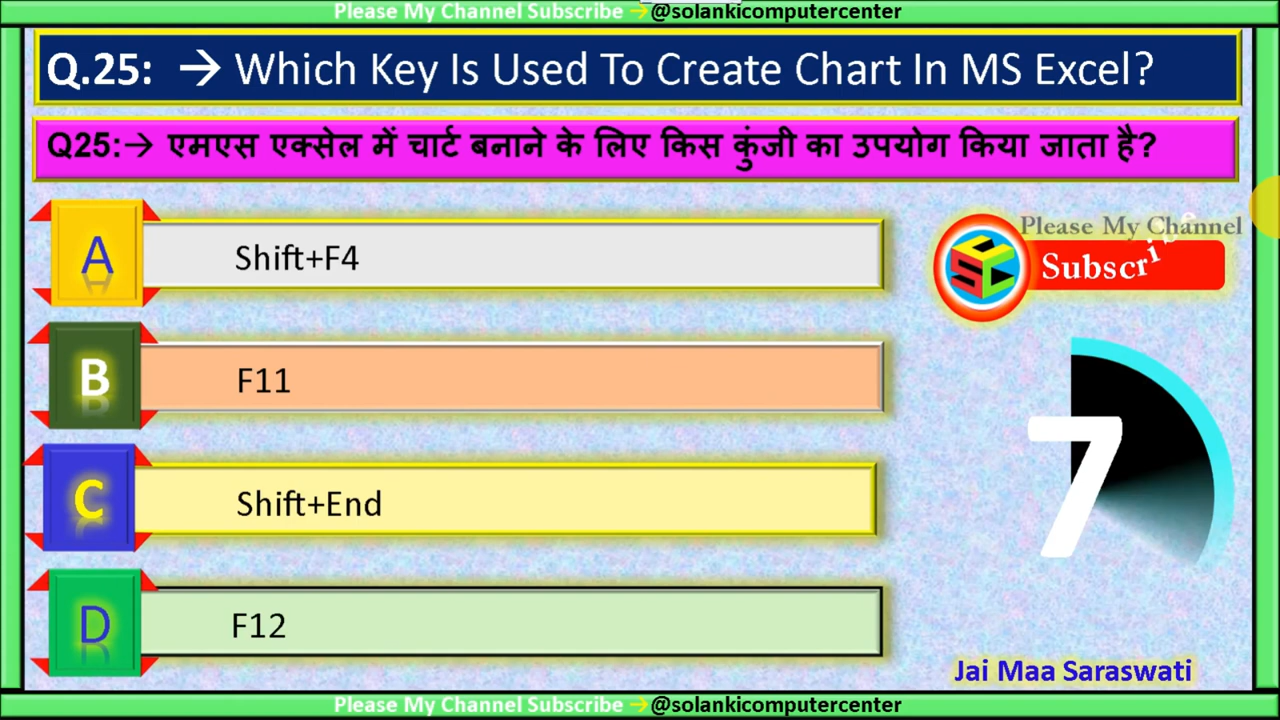 Please My Channel Subscribe →@solankicomputercenter
Q.25: → Which Key Is Used To Create Chart In MS Excel?
Q25:→ एमएस एक्सेल में चार्ट बनाने के लिए किस कुंजी का उपयोग किया जाता है?
A Shift+F4
Please My Channel
Subscribe
SCC
B F11
7
C Shift+End
D F12
Jai Maa Saraswati
Please My Channel Subscribe →@solankicomputercenter